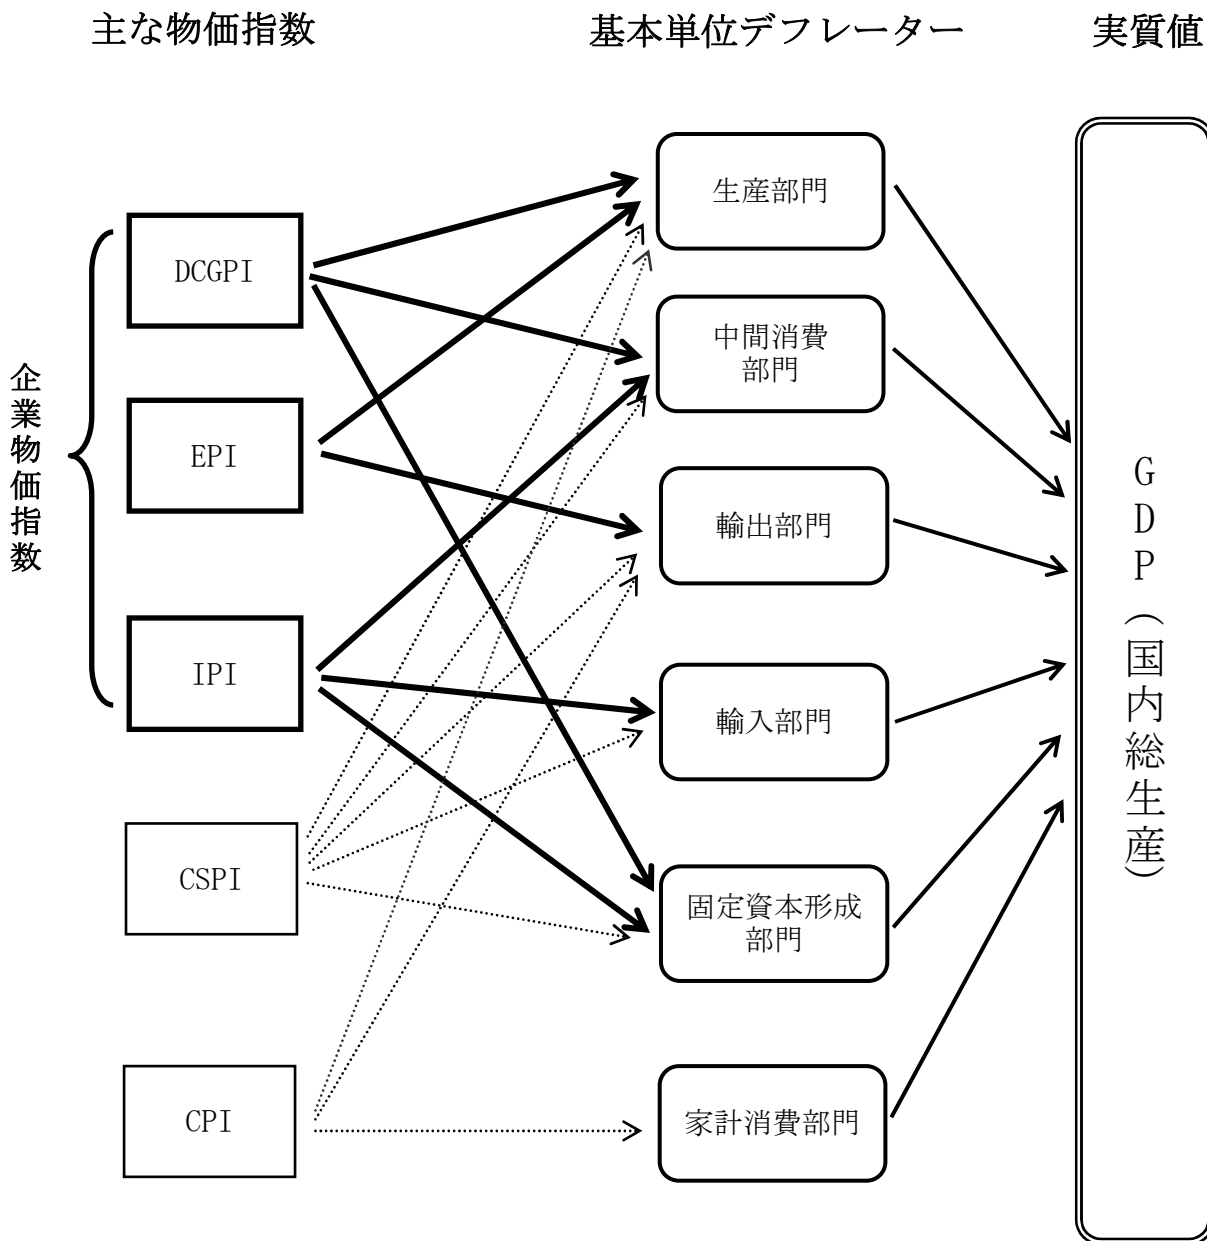 主な物価指数
基本単位デフレーター
実質値
企業物価指数
DCGPI
EPI
IPI
CSPI
CPI
生産部門
中間消費
部門
輸出部門
輸入部門
固定資本形成
部門
家計消費部門
GDP（国内総生産）